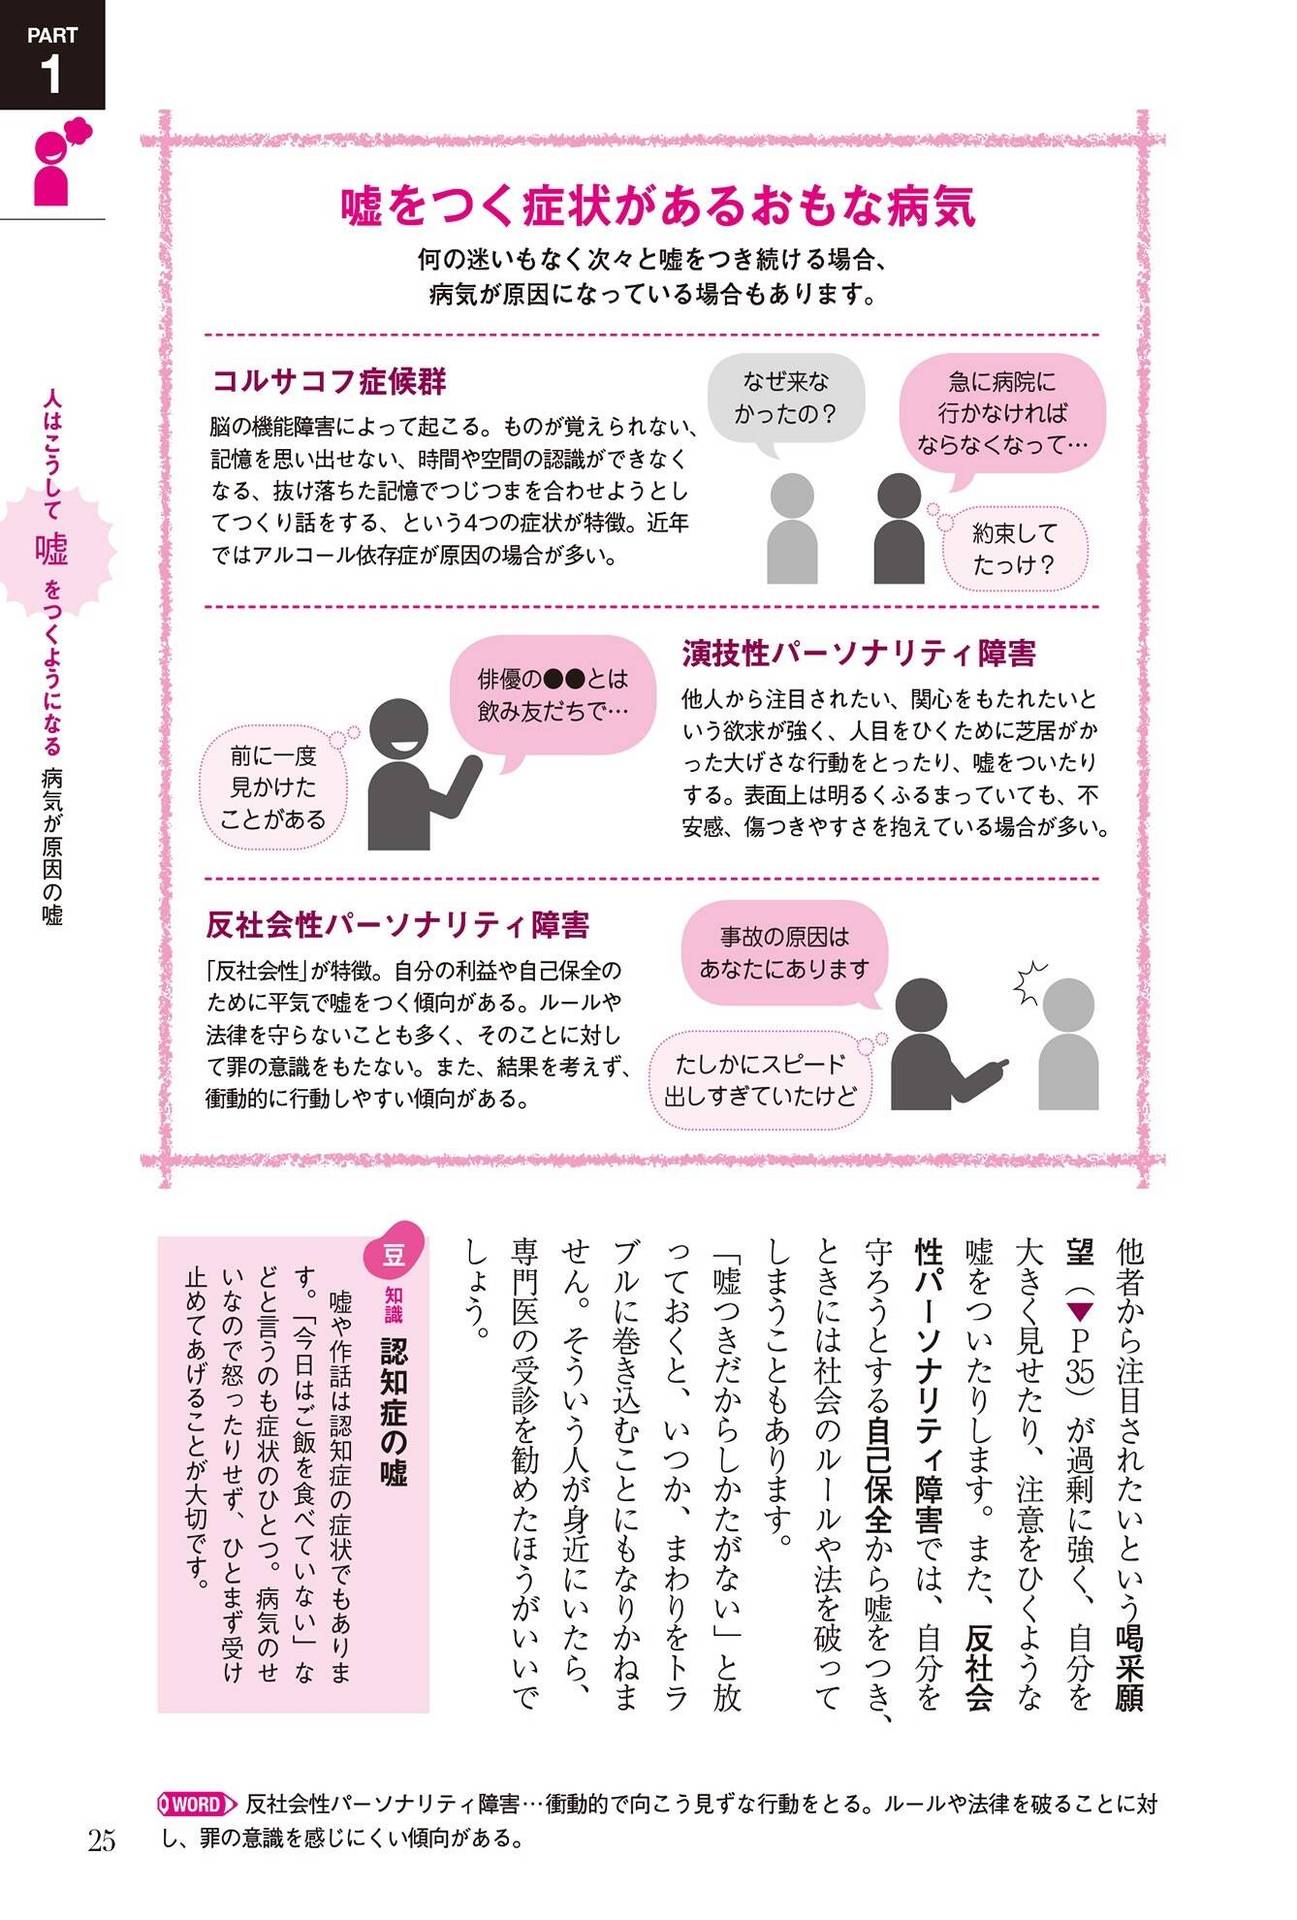 PART
1
人はこうして嘘をつくようになる 病気が原因の嘘
嘘をつく症状があるおもな病気
何の迷いもなく次々と嘘をつき続ける場合、
病気が原因になっている場合もあります。
コルサコフ症候群
脳の機能障害によって起こる。ものが覚えられない、
記憶を思い出せない、時間や空間の認識ができなく
なる、抜け落ちた記憶でつじつまを合わせようとし
てつくり話をする、という4つの症状が特徴。近年
ではアルコール依存症が原因の場合が多い。
なぜ来な
かったの？
急に病院に
行かなければ
ならなくなって…
約束して
たっけ？
俳優の●●とは
飲み友だちで…
前に一度
見かけた
ことがある
演技性パーソナリティ障害
他人から注目されたい、関心をもたれたいと
いう欲求が強く、人目をひくために芝居がか
った大げさな行動をとったり、嘘をついたり
する。表面上は明るくふるまっていても、不
安感、傷つきやすさを抱えている場合が多い。
反社会性パーソナリティ障害
「反社会性」が特徴。自分の利益や自己保全の
ために平気で嘘をつく傾向がある。ルールや
法律を守らないことも多く、そのことに対し
て罪の意識をもたない。また、結果を考えず、
衝動的に行動しやすい傾向がある。
事故の原因は
あなたにあります
たしかにスピード
出しすぎていたけど
他者から注目されたいという喝采願
望（▼P35）が過剰に強く、自分を
大きく見せたり、注意をひくような
嘘をついたりします。また、反社会
性パーソナリティ障害では、自分を
守ろうとする自己保全から嘘をつき、
ときには社会のルールや法を破って
しまうこともあります。
「嘘つきだからしかたがない」と放
っておくと、いつか、まわりをトラ
ブルに巻き込むことにもなりかねま
せん。そういう人が身近にいたら、
専門医の受診を勧めたほうがいいで
しょう。
豆知識 認知症の嘘
嘘や作話は認知症の症状でもありま
す。「今日はご飯を食べていない」な
どと言うのも症状のひとつ。病気のせ
いなので怒ったりせず、ひとまず受け
止めてあげることが大切です。
WORD 反社会性パーソナリティ障害…衝動的で向こう見ずな行動をとる。ルールや法律を破ることに対
し、罪の意識を感じにくい傾向がある。
25